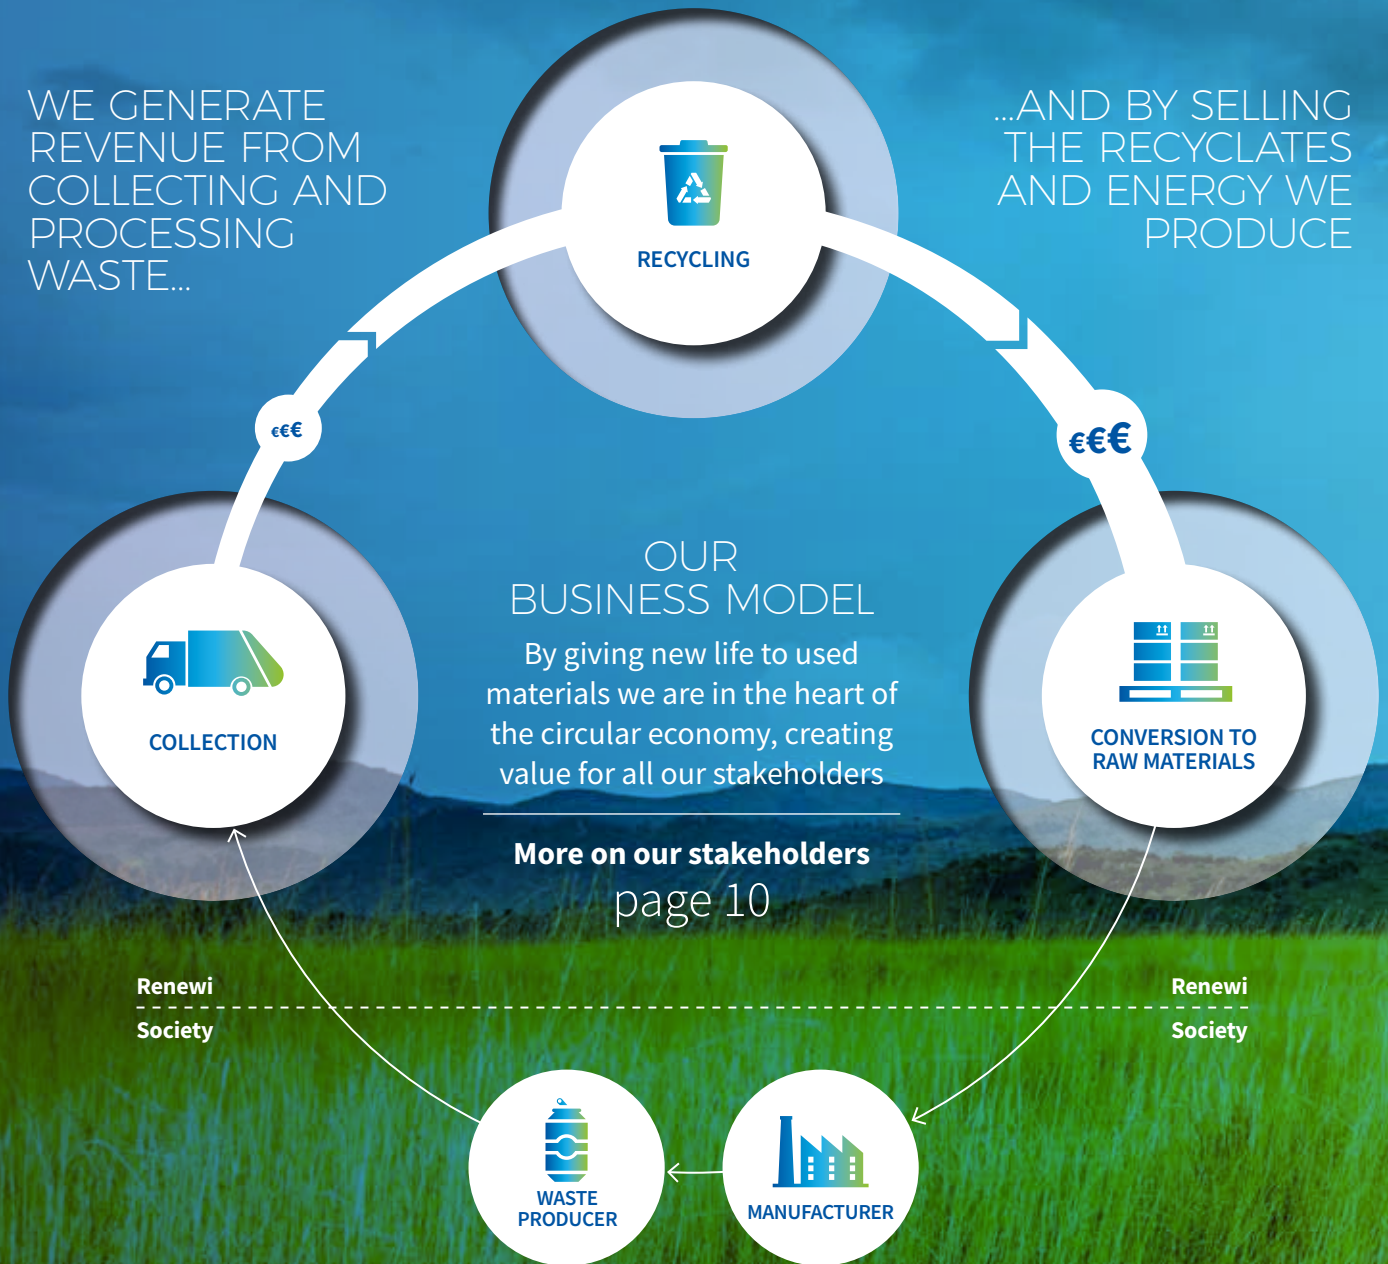 WE GENERATE
REVENUE FROM
COLLECTING AND
PROCESSING
WASTE...
...AND BY SELLING
THE RECYCLATES
AND ENERGY WE
PRODUCE
RECYCLING
€€€
€€€
COLLECTION
CONVERSION TO
RAW MATERIALS
OUR
BUSINESS MODEL
By giving new life to used
materials we are in the heart of
the circular economy, creating
value for all our stakeholders
More on our stakeholders
page 10
Renewi
Society
Renewi
Society
WASTE
PRODUCER
MANUFACTURER